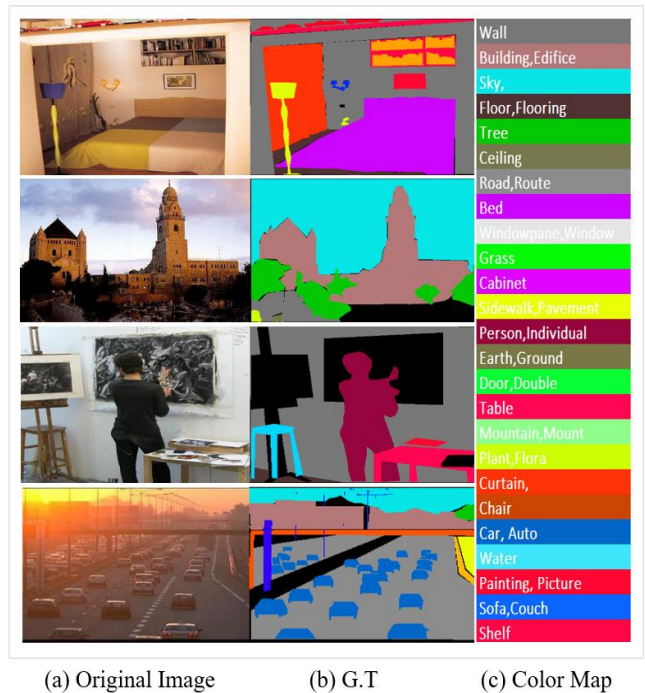 Wall
Building,Edifice
Sky,
Floor,Flooring
Tree
Ceiling
Road,Route
Bed
Windowpane,Window
Grass
Cabinet
Sidewalk,Pavement
Person,Individual
Earth,Ground
Door,Double
Table
Mountain,Mount
Plant,Flora
Curtain,
Chair
Car, Auto
Water
Painting, Picture
Sofa,Couch
Shelf
(a) Original Image (b) G.T (c) Color Map